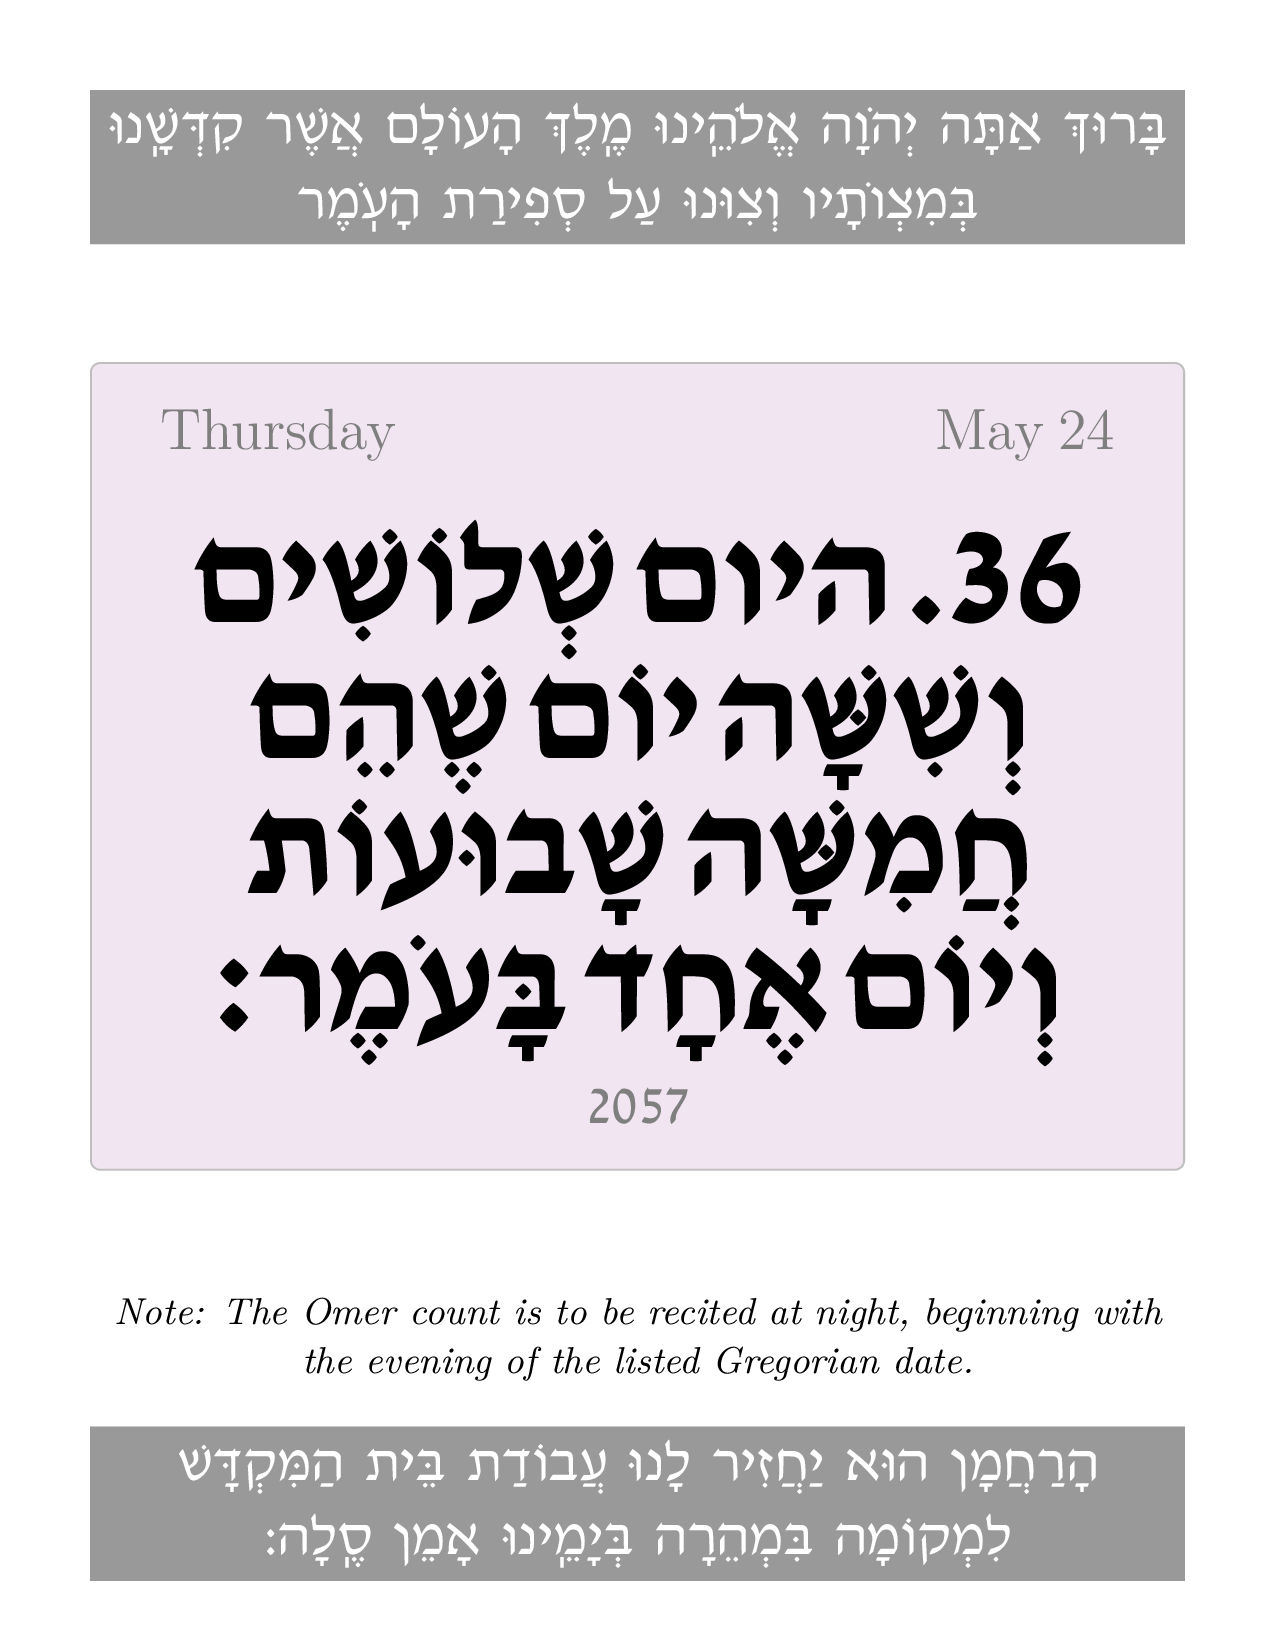 בָּרוּךְ אַתָּה יְהֹוָה אֱלֹהֵֽינוּ מֶֽלֶךְ הָעוֹלָם אֲשֶׁר קִדְּשָֽׁנוּ
בְּמִצְוֹתָיו וְצִוּנוּ עַל סְפִירַת הָעֹֽמֶר
Thursday May 24
36. היום שְׁלוֹשִׁים
וְשִׁשָּׁה יוֹם שֶׁהֵם
חֲמִשָּׁה שָׁבוּעוֹת
וְיוֹם אֶחָד בָּעֹמֶר:
2057
Note: The Omer count is to be recited at night, beginning with
the evening of the listed Gregorian date.
הָרַחֲמָן הוּא יַחֲזִיר לָנוּ עֲבוֹדַת בֵּית הַמִּקְדָּשׁ
לִמְקוֹמָה בִּמְהֵרָה בְּיָמֵֽינוּ אָמֵן סֶֽלָה: